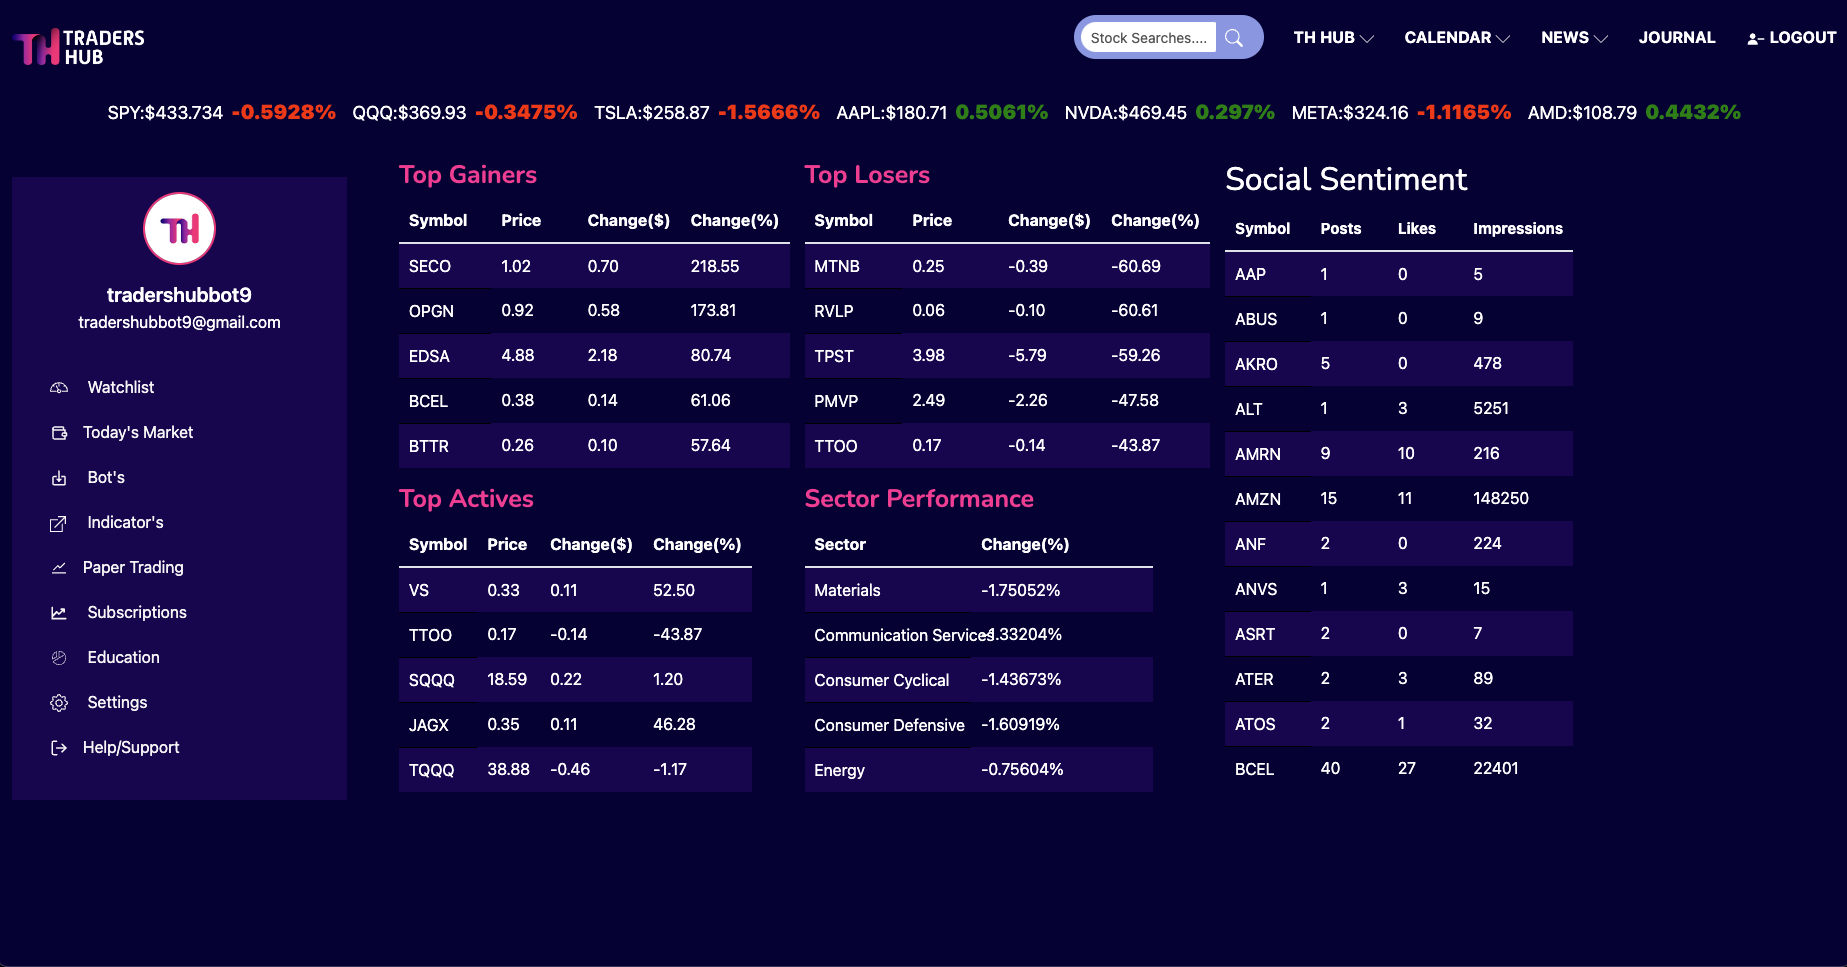 TH TRADERS HUB
Stock Searches....
TH HUB
CALENDAR
NEWS
JOURNAL
LOGOUT
SPY:$433.734 -0.5928% QQQ:$369.93 -0.3475% TSLA:$258.87 -1.5666% AAPL:$180.71 0.5061% NVDA:$469.45 0.297% META:$324.16 -1.1165% AMD:$108.79 0.4432%
TH
tradershubbot9
tradershubbot9@gmail.com
Watchlist
Today's Market
Bot's
Indicator's
Paper Trading
Subscriptions
Education
Settings
Help/Support
Top Gainers
Symbol Price Change($) Change(%)
SECO 1.02 0.70 218.55
OPGN 0.92 0.58 173.81
EDSA 4.88 2.18 80.74
BCEL 0.38 0.14 61.06
BTTR 0.26 0.10 57.64
Top Losers
Symbol Price Change($) Change(%)
MTNB 0.25 -0.39 -60.69
RVLP 0.06 -0.10 -60.61
TPST 3.98 -5.79 -59.26
PMVP 2.49 -2.26 -47.58
TTOO 0.17 -0.14 -43.87
Top Actives
Symbol Price Change($) Change(%)
VS 0.33 0.11 52.50
TTOO 0.17 -0.14 -43.87
SQQQ 18.59 0.22 1.20
JAGX 0.35 0.11 46.28
TQQQ 38.88 -0.46 -1.17
Sector Performance
Sector Change(%)
Materials -1.75052%
Communication Services -1.33204%
Consumer Cyclical -1.43673%
Consumer Defensive -1.60919%
Energy -0.75604%
Social Sentiment
Symbol Posts Likes Impressions
AAP 1 0 5
ABUS 1 0 9
AKRO 5 0 478
ALT 1 3 5251
AMRN 9 10 216
AMZN 15 11 148250
ANF 2 0 224
ANVS 1 3 15
ASRT 2 0 7
ATER 2 3 89
ATOS 2 1 32
BCEL 40 27 22401